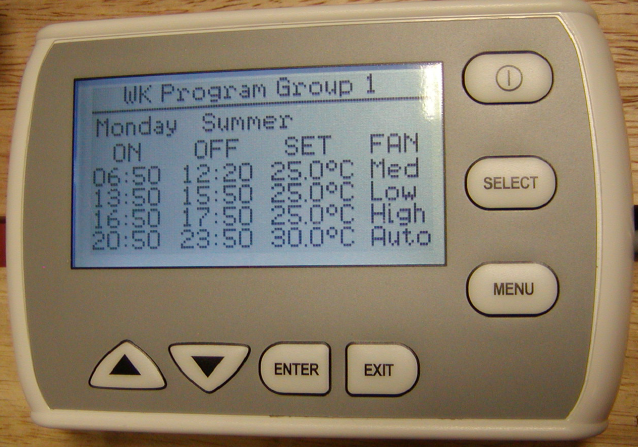 WK Program Group 1
Monday Summer
ON OFF SET FAN
06:50 12:20 25.0°C Med
13:50 15:50 25.0°C Low
16:50 17:50 25.0°C High
20:50 23:50 30.0°C Auto
SELECT
MENU
ENTER EXIT